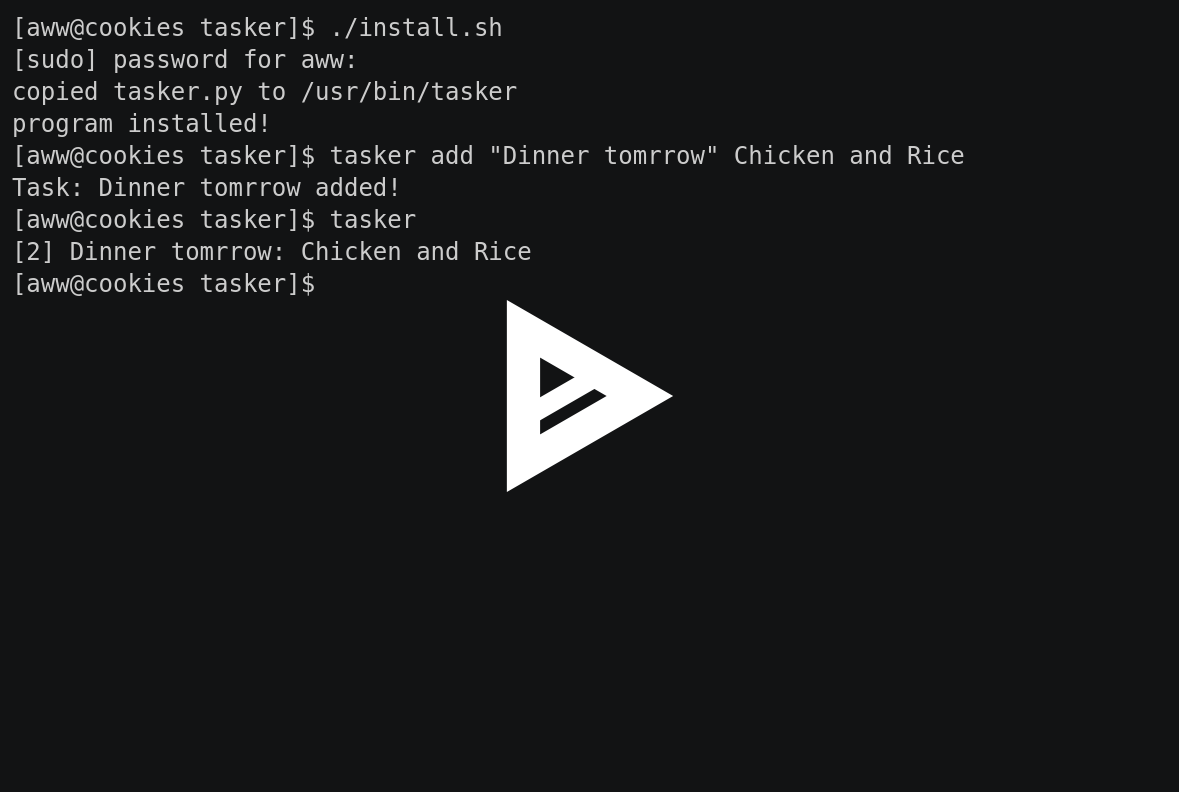 [aww@cookies tasker]$ ./install.sh
[sudo] password for aww:
copied tasker.py to /usr/bin/tasker
program installed!
[aww@cookies tasker]$ tasker add "Dinner tomrrow" Chicken and Rice
Task: Dinner tomrrow added!
[aww@cookies tasker]$ tasker
[2] Dinner tomrrow: Chicken and Rice
[aww@cookies tasker]$